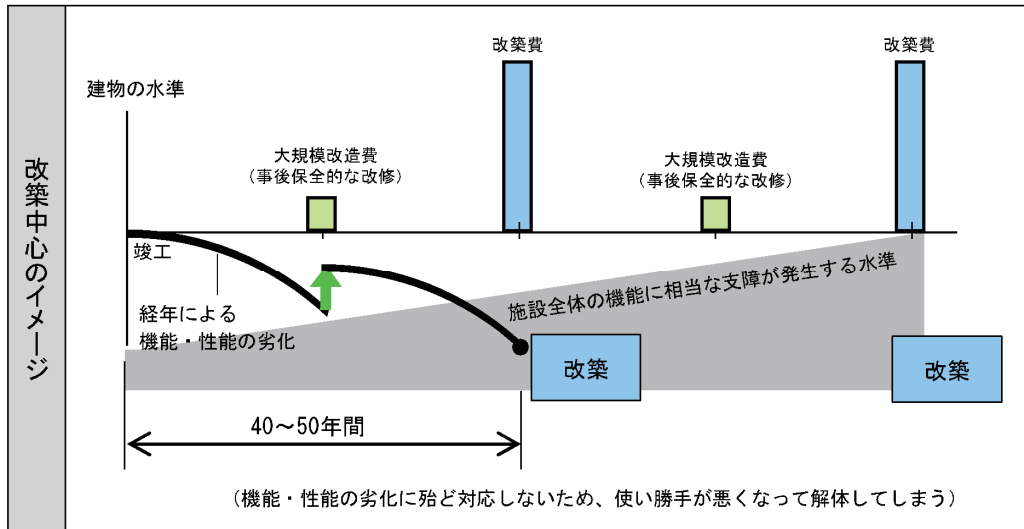 改築中心のイメージ
建物の水準
改築費
改築費
大規模改造費
（事後保全的な改修）
大規模改造費
（事後保全的な改修）
竣工
経年による
機能・性能の劣化
施設全体の機能に相当な支障が発生する水準
改築
改築
40～50年間
（機能・性能の劣化に殆ど対応しないため、使い勝手が悪くなって解体してしまう）